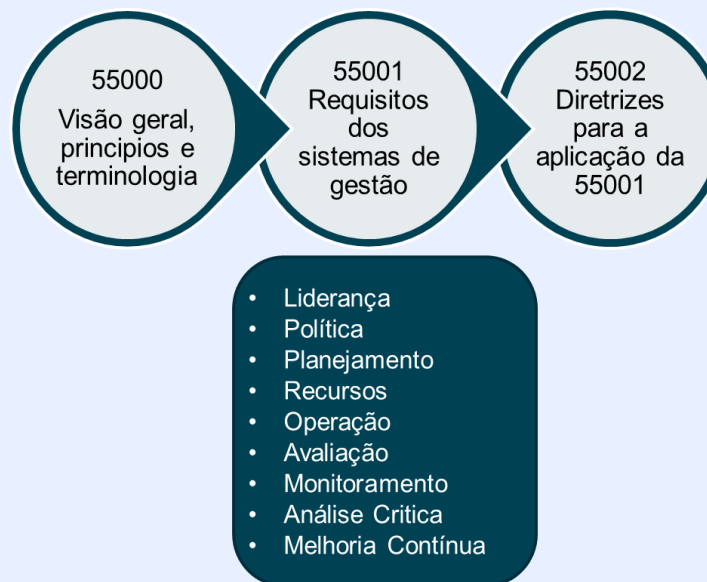 55000
Visão geral,
principios e
terminologia
55001
Requisitos
dos
sistemas de
gestão
55002
Diretrizes
para a
aplicação da
55001
• Liderança
• Política
• Planejamento
• Recursos
• Operação
• Avaliação
• Monitoramento
• Análise Critica
• Melhoria Contínua